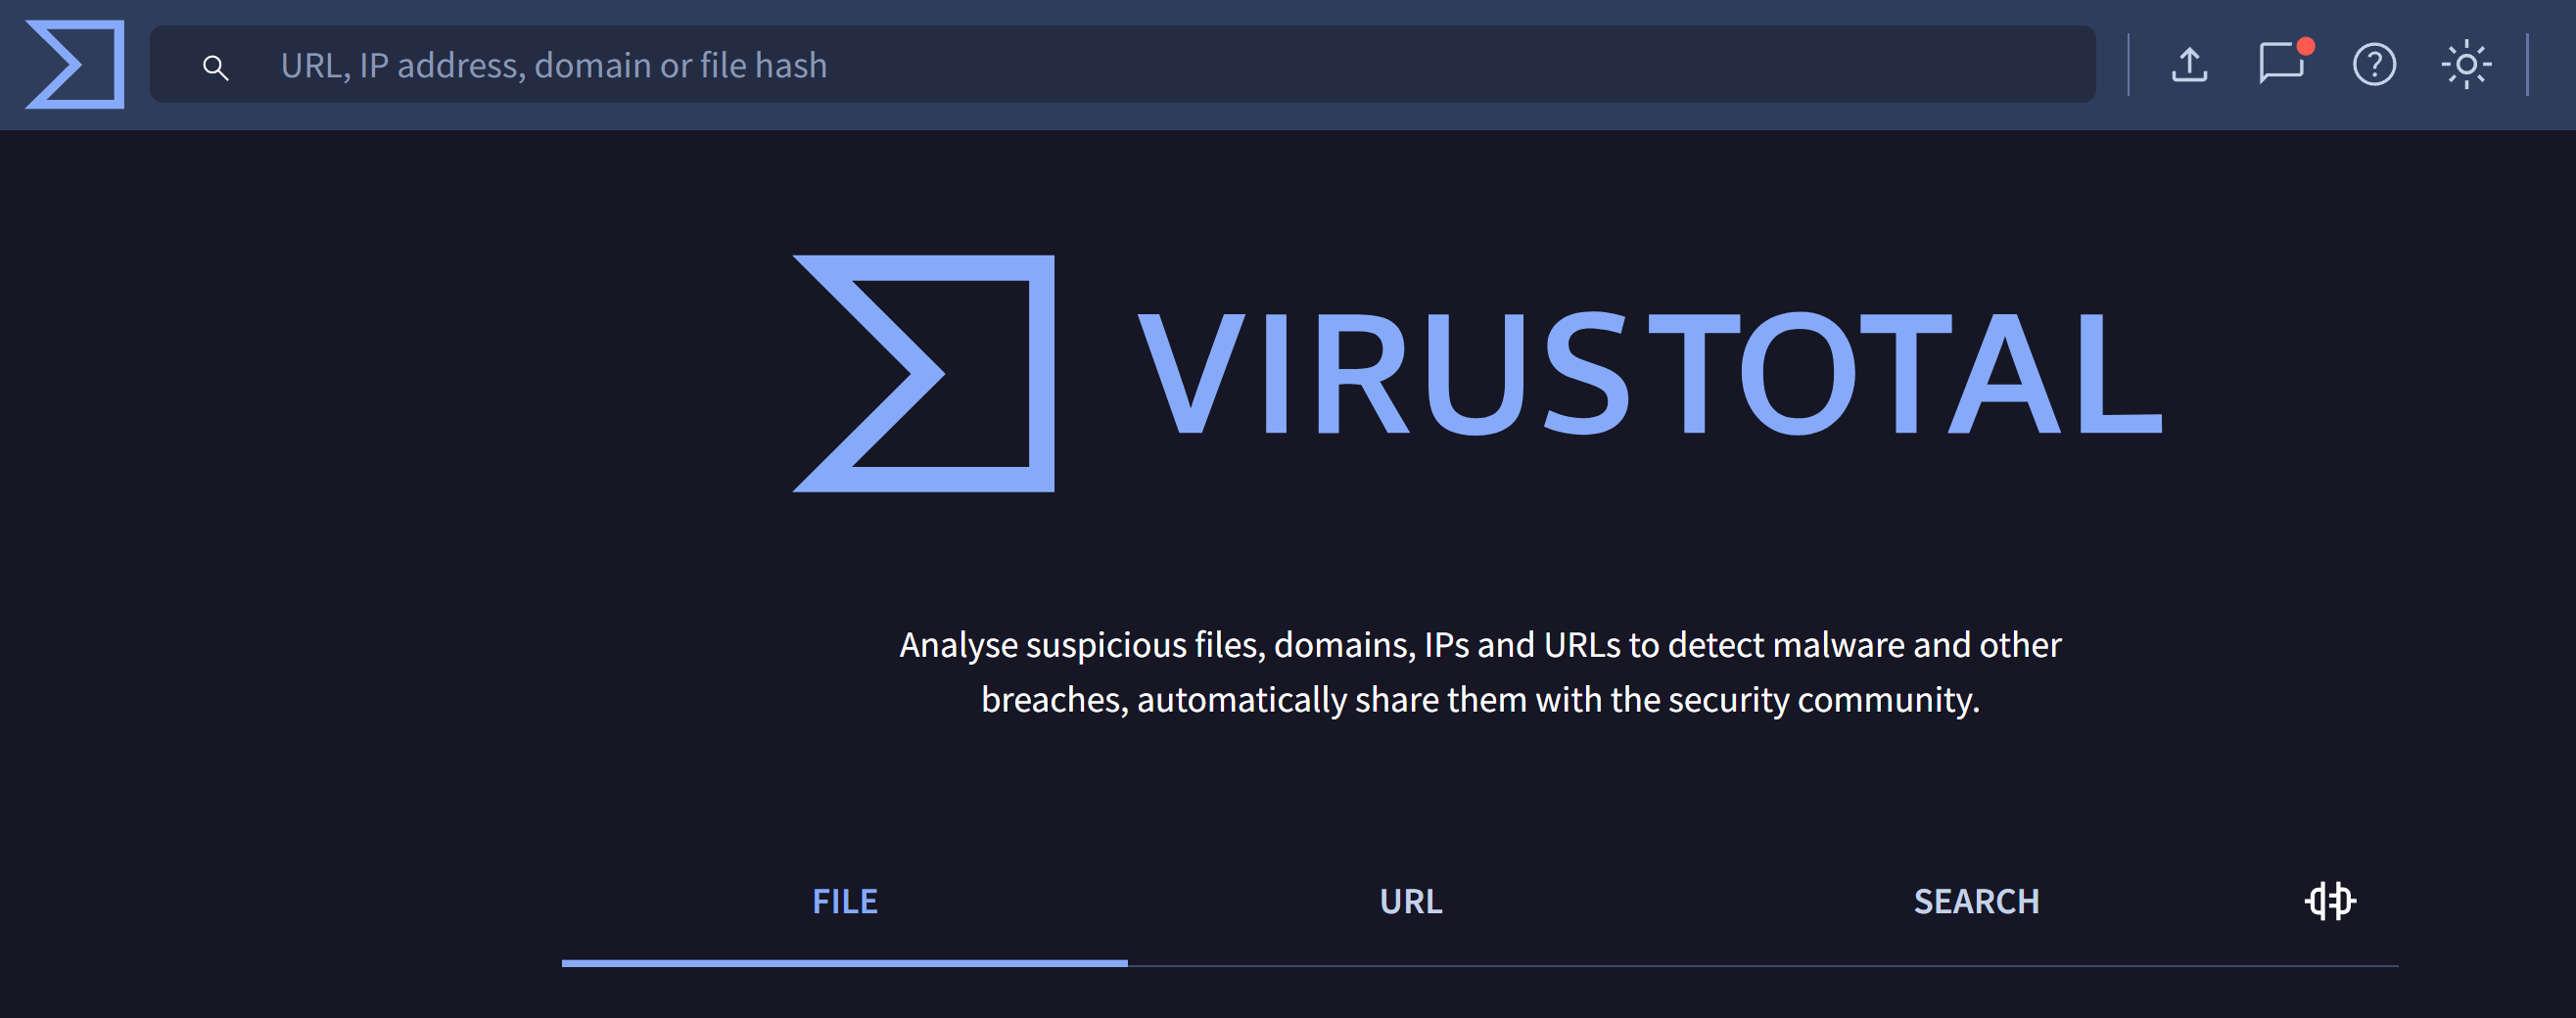 URL, IP address, domain or file hash
VIRUSTOTAL
Analyse suspicious files, domains, IPs and URLs to detect malware and other
breaches, automatically share them with the security community.
FILE
URL
SEARCH